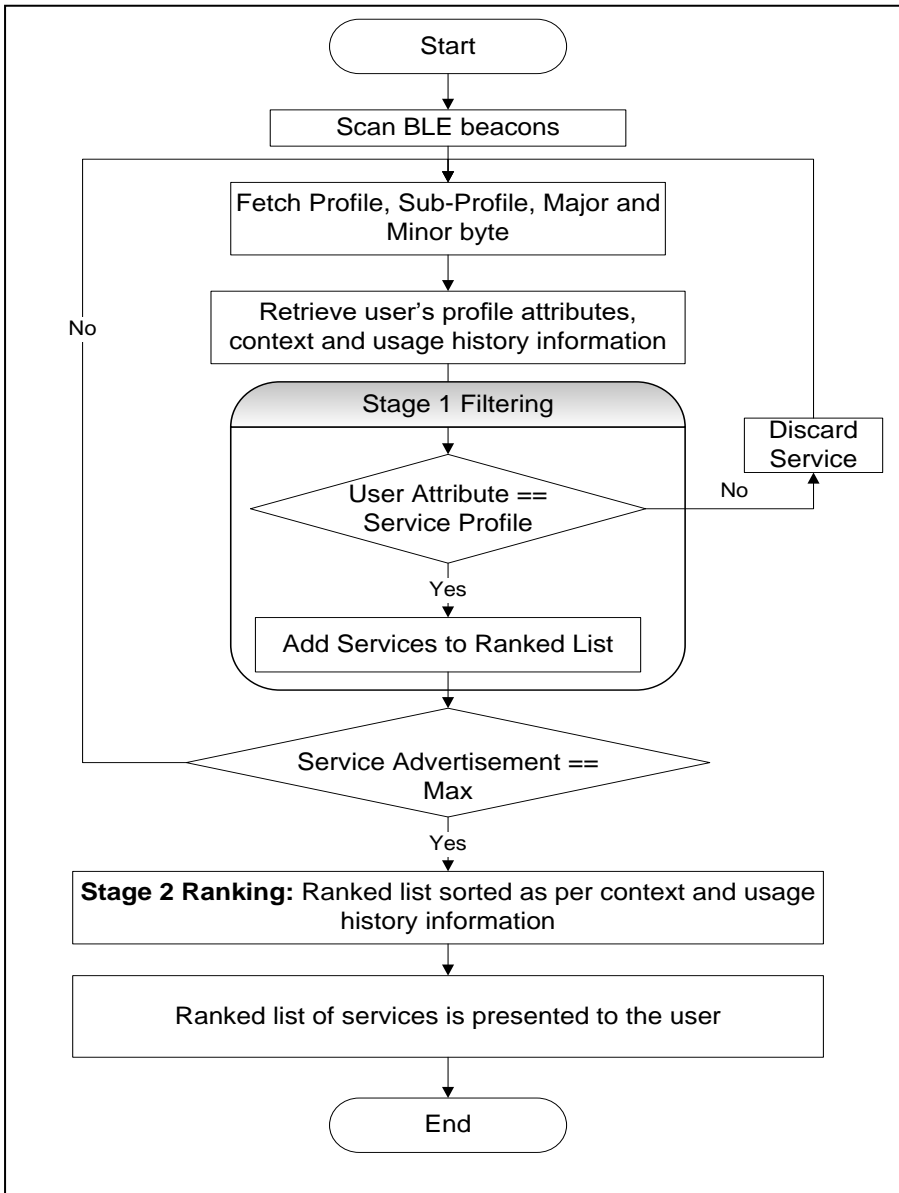 Start
Scan BLE beacons
Fetch Profile, Sub-Profile, Major and
Minor byte
Retrieve user's profile attributes,
context and usage history information
No
Stage 1 Filtering
Discard
Service
User Attribute ==
Service Profile
No
Yes
Add Services to Ranked List
Service Advertisement ==
Max
Yes
Stage 2 Ranking: Ranked list sorted as per context and usage
history information
Ranked list of services is presented to the user
End